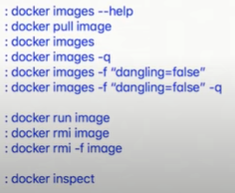 : docker images --help
: docker pull image
: docker images
: docker images -q
: docker images -f “dangling=false”
: docker images -f “dangling=false” -q
: docker run image
: docker rmi image
: docker rmi -f image
: docker inspect